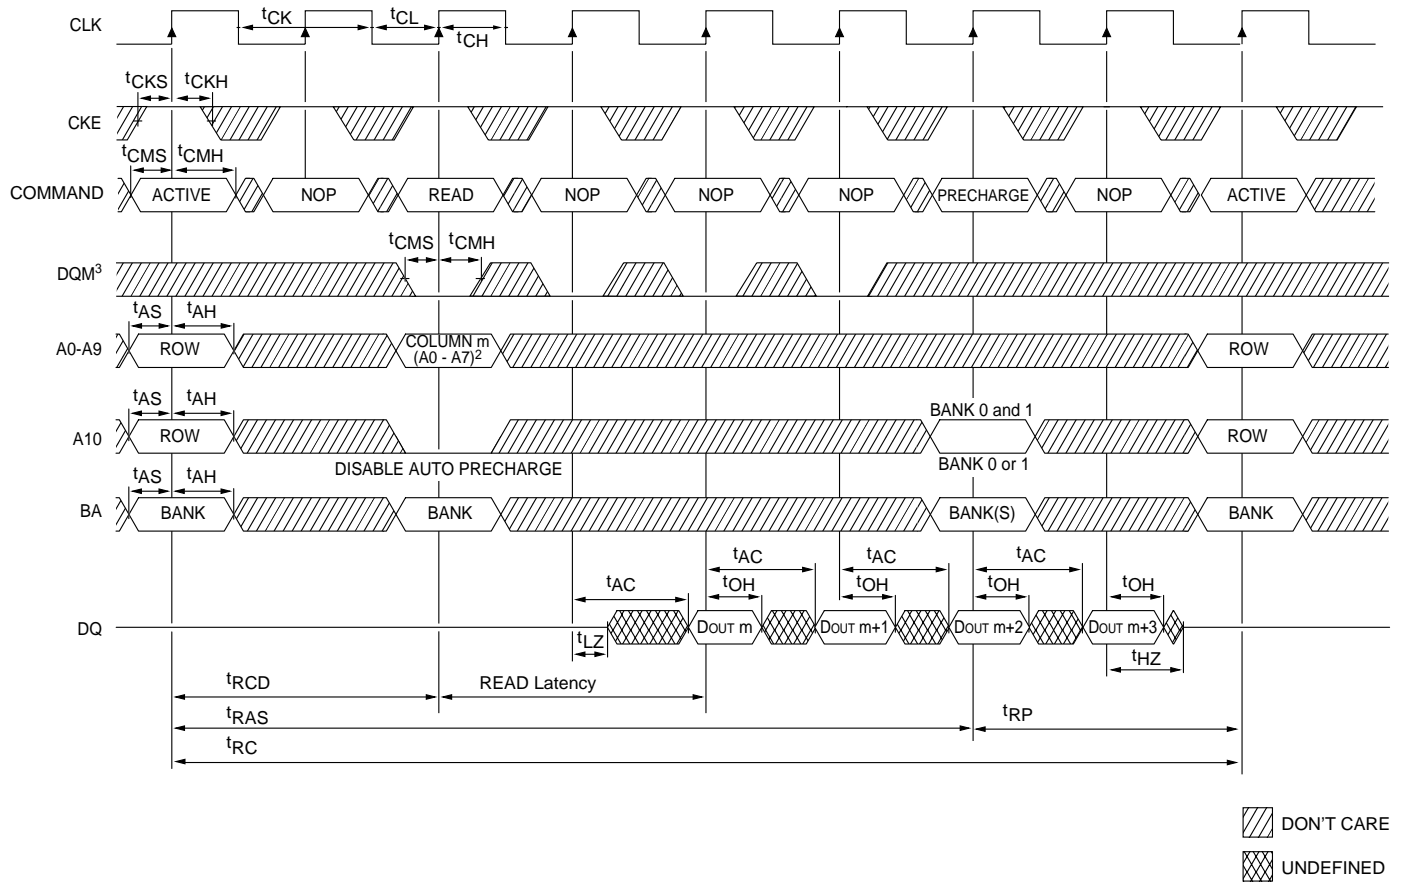 CLK
tCK
tCL
tCH
tCKS
tCKH
CKE
tCMS
tCMH
COMMAND
ACTIVE
NOP
READ
NOP
NOP
NOP
PRECHARGE
NOP
ACTIVE
tCMS
tCMH
DQM3
tAS
tAH
A0-A9
ROW
COLUMN m
(A0 - A7)2
ROW
tAS
tAH
BANK 0 and 1
A10
ROW
ROW
DISABLE AUTO PRECHARGE
BANK 0 or 1
tAS
tAH
BA
BANK
BANK
BANK(S)
BANK
tAC
tAC
tAC
tAC
tOH
tOH
tOH
tOH
DQ
DOUT m
DOUT m+1
DOUT m+2
DOUT m+3
tLZ
tHZ
tRCD
READ Latency
tRAS
tRP
tRC
DON'T CARE
UNDEFINED